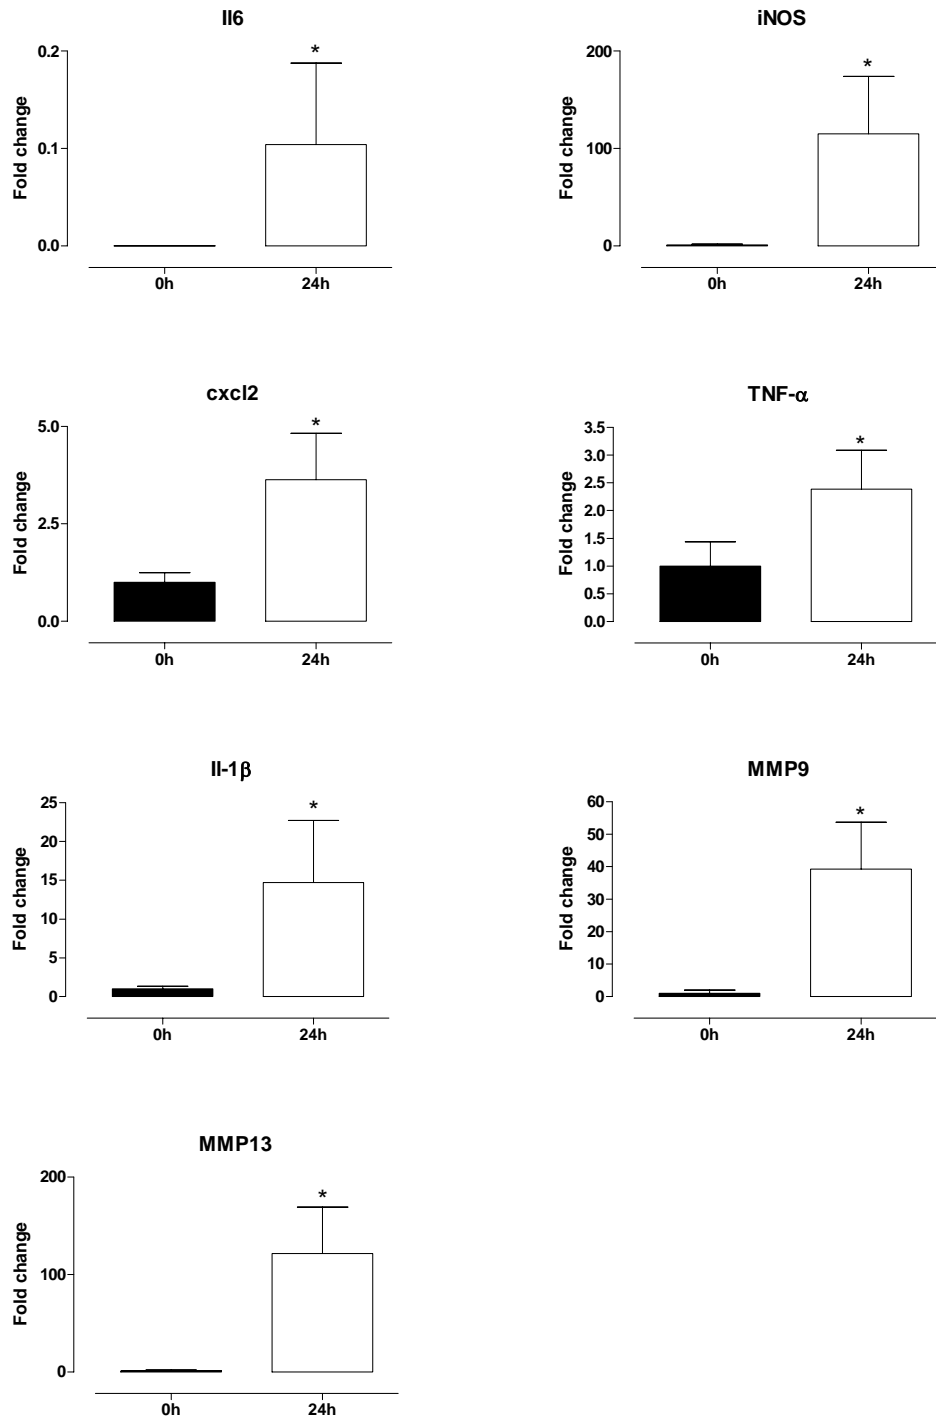 Il6
*
0.2
0.1
0.0
Fold change
0h 24h
iNOS
*
200
100
0
Fold change
0h 24h
cxcl2
*
5.0
2.5
0.0
Fold change
0h 24h
TNF-α
*
3.5
3.0
2.5
2.0
1.5
1.0
0.5
0.0
Fold change
0h 24h
Il-1β
*
25
20
15
10
5
0
Fold change
0h 24h
MMP9
*
60
50
40
30
20
10
0
Fold change
0h 24h
MMP13
*
200
100
0
Fold change
0h 24h